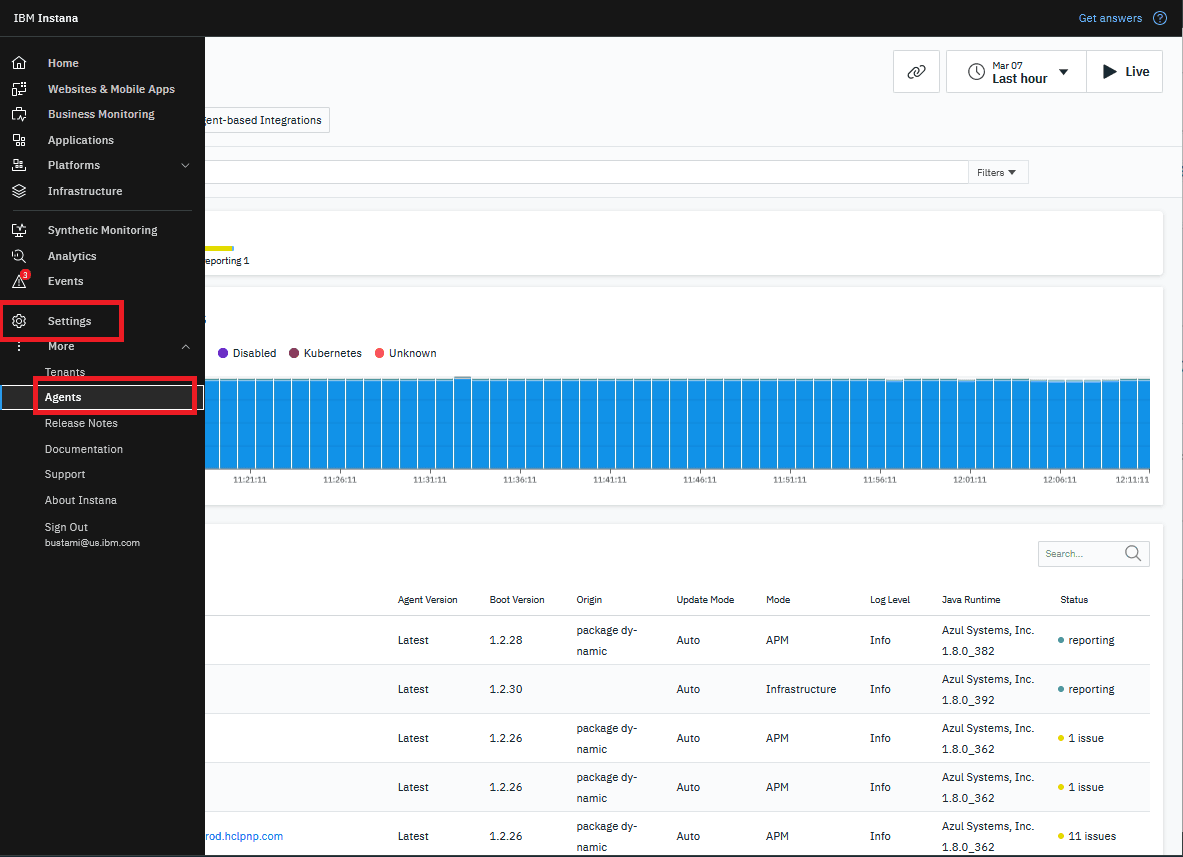 IBM Instana
Get answers
Home
Websites & Mobile Apps
Business Monitoring
Applications
Platforms
Infrastructure
Synthetic Monitoring
Analytics
3
Events
Settings
More
Tenants
Agents
Release Notes
Documentation
Support
About Instana
Sign Out
bustami@us.ibm.com
Mar 07
Last hour
Live
gent-based Integrations
Filters
eporting 1
Disabled Kubernetes Unknown
11:21:11 11:26:11 11:31:11 11:36:11 11:41:11 11:46:11 11:51:11 11:56:11 12:01:11 12:06:11 12:11:11
Search...
Agent Version Boot Version Origin Update Mode Mode Log Level Java Runtime Status
Latest 1.2.28 package dy-
namic Auto APM Info Azul Systems, Inc.
1.8.0_382 reporting
Latest 1.2.30 Auto Infrastructure Info Azul Systems, Inc.
1.8.0_392 reporting
Latest 1.2.26 package dy-
namic Auto APM Info Azul Systems, Inc.
1.8.0_362 1 issue
Latest 1.2.26 package dy-
namic Auto APM Info Azul Systems, Inc.
1.8.0_362 1 issue
rod.hclpnp.com Latest 1.2.26 package dy-
namic Auto APM Info Azul Systems, Inc.
1.8.0_362 11 issues